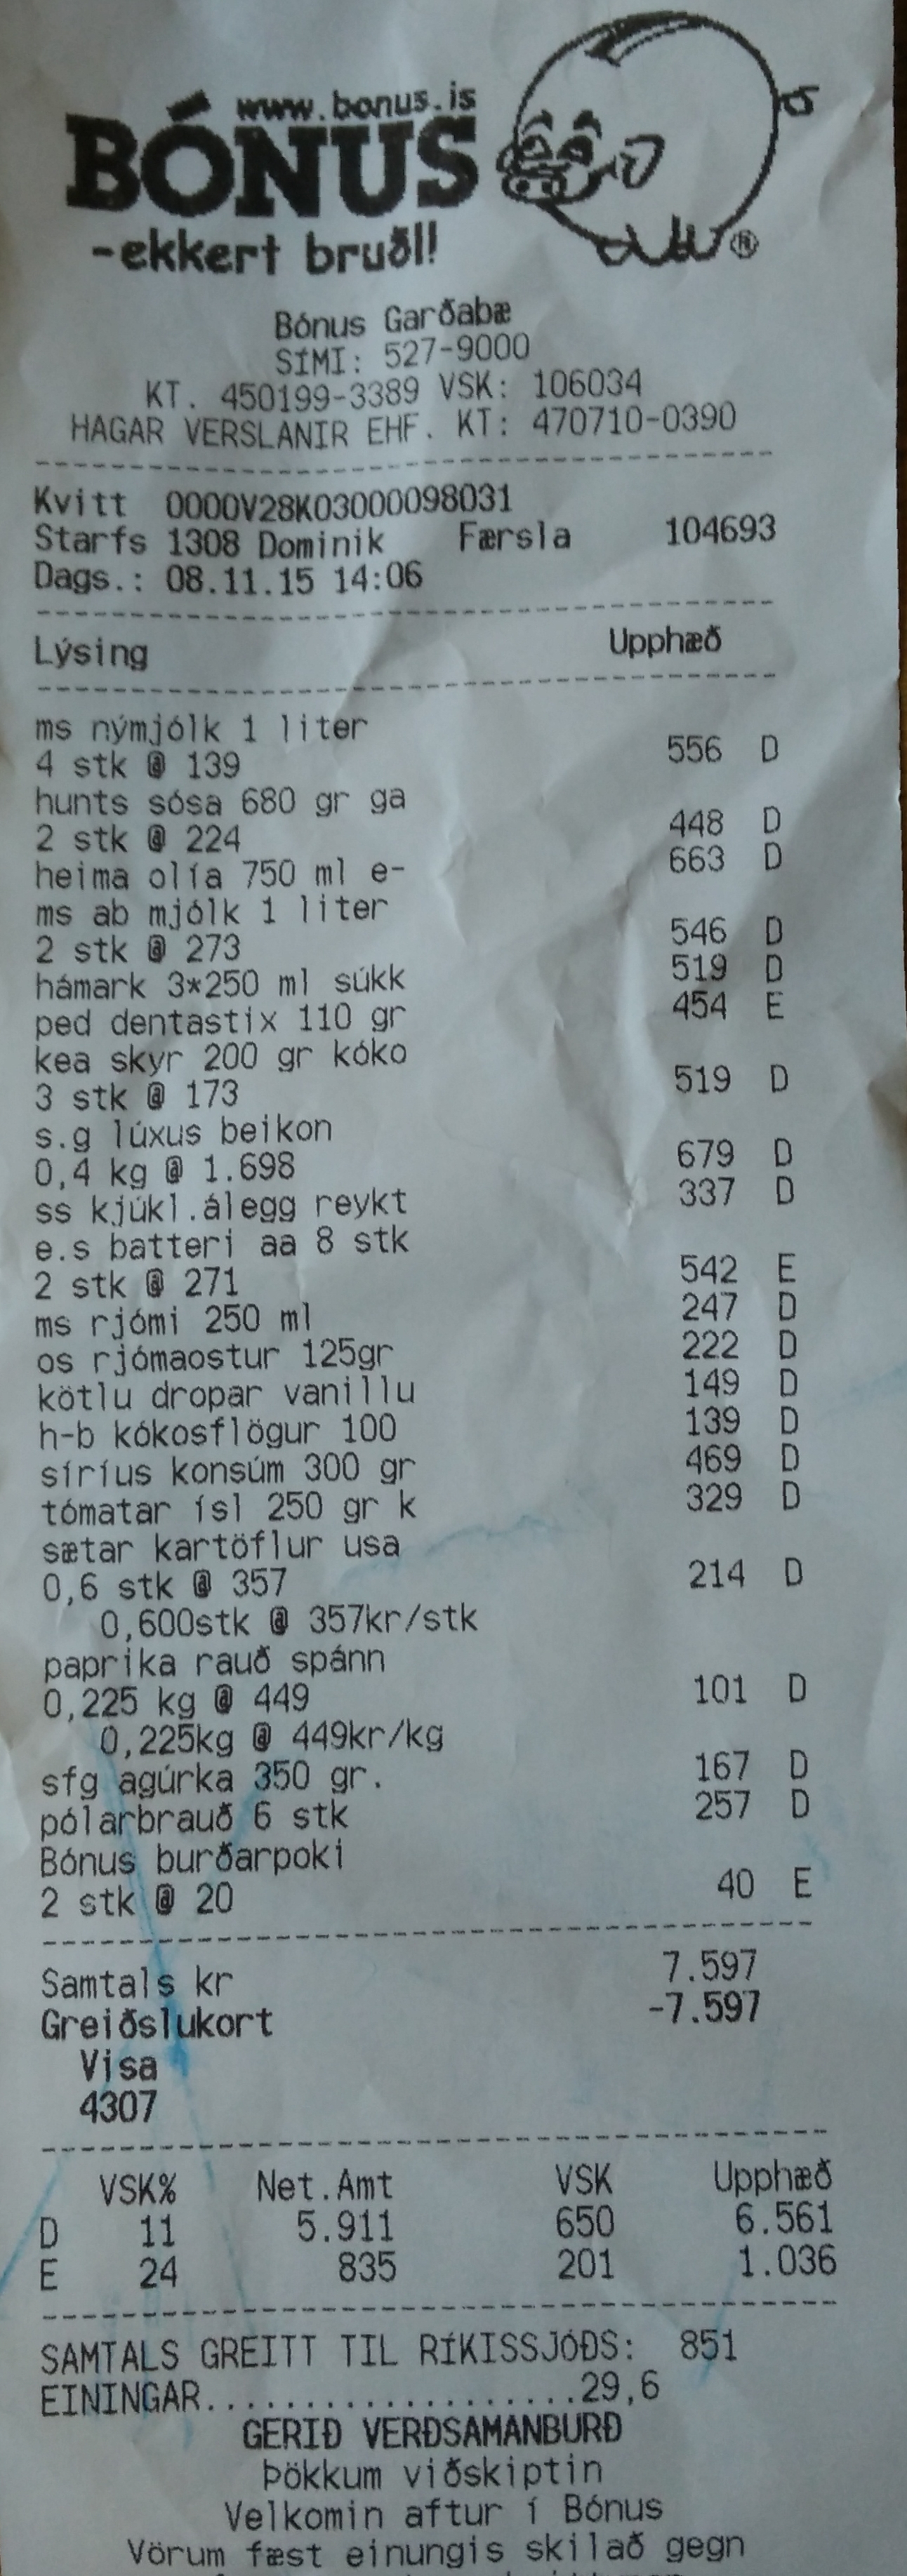 www.bonus.is
BÓNUS
-ekkert bruðl!
®
Bónus Garðabæ
SÍMI: 527-9000
KT. 450199-3389 VSK: 106034
HAGAR VERSLANIR EHF. KT: 470710-0390
Kvitt 0000V28K03000098031
Starfs 1308 Dominik Færsla 104693
Dags.: 08.11.15 14:06
Lýsing Upphæð
ms nýmjólk 1 liter
4 stk @ 139 556 D
hunts sósa 680 gr ga
2 stk @ 224 448 D
heima olía 750 ml e- 663 D
ms ab mjólk 1 liter
2 stk @ 273 546 D
hámark 3*250 ml súkk 519 D
ped dentastix 110 gr 454 E
kea skyr 200 gr kóko
3 stk @ 173 519 D
s.g lúxus beikon
0,4 kg @ 1.698 679 D
ss kjúkl.álegg reykt 337 D
e.s batteri aa 8 stk
2 stk @ 271 542 E
ms rjómi 250 ml 247 D
os rjómaostur 125gr 222 D
kötlu dropar vanillu 149 D
h-b kókosflögur 100 139 D
síríus konsúm 300 gr 469 D
tómatar ísl 250 gr k 329 D
sætar kartöflur usa
0,6 stk @ 357 214 D
0,600stk @ 357kr/stk
paprika rauð spánn
0,225 kg @ 449 101 D
0,225kg @ 449kr/kg
sfg agúrka 350 gr. 167 D
pólarbrauð 6 stk 257 D
Bónus burðarpoki
2 stk @ 20 40 E
Samtals kr 7.597
Greiðslukort -7.597
Visa
4307
VSK% Net.Amt VSK Upphæð
D 11 5.911 650 6.561
E 24 835 201 1.036
SAMTALS GREITT TIL RÍKISSJÓÐS: 851
EININGAR...................29,6
GERIÐ VERÐSAMANBURÐ
Þökkum viðskiptin
Velkomin aftur í Bónus
Vörum fæst einungis skilað gegn